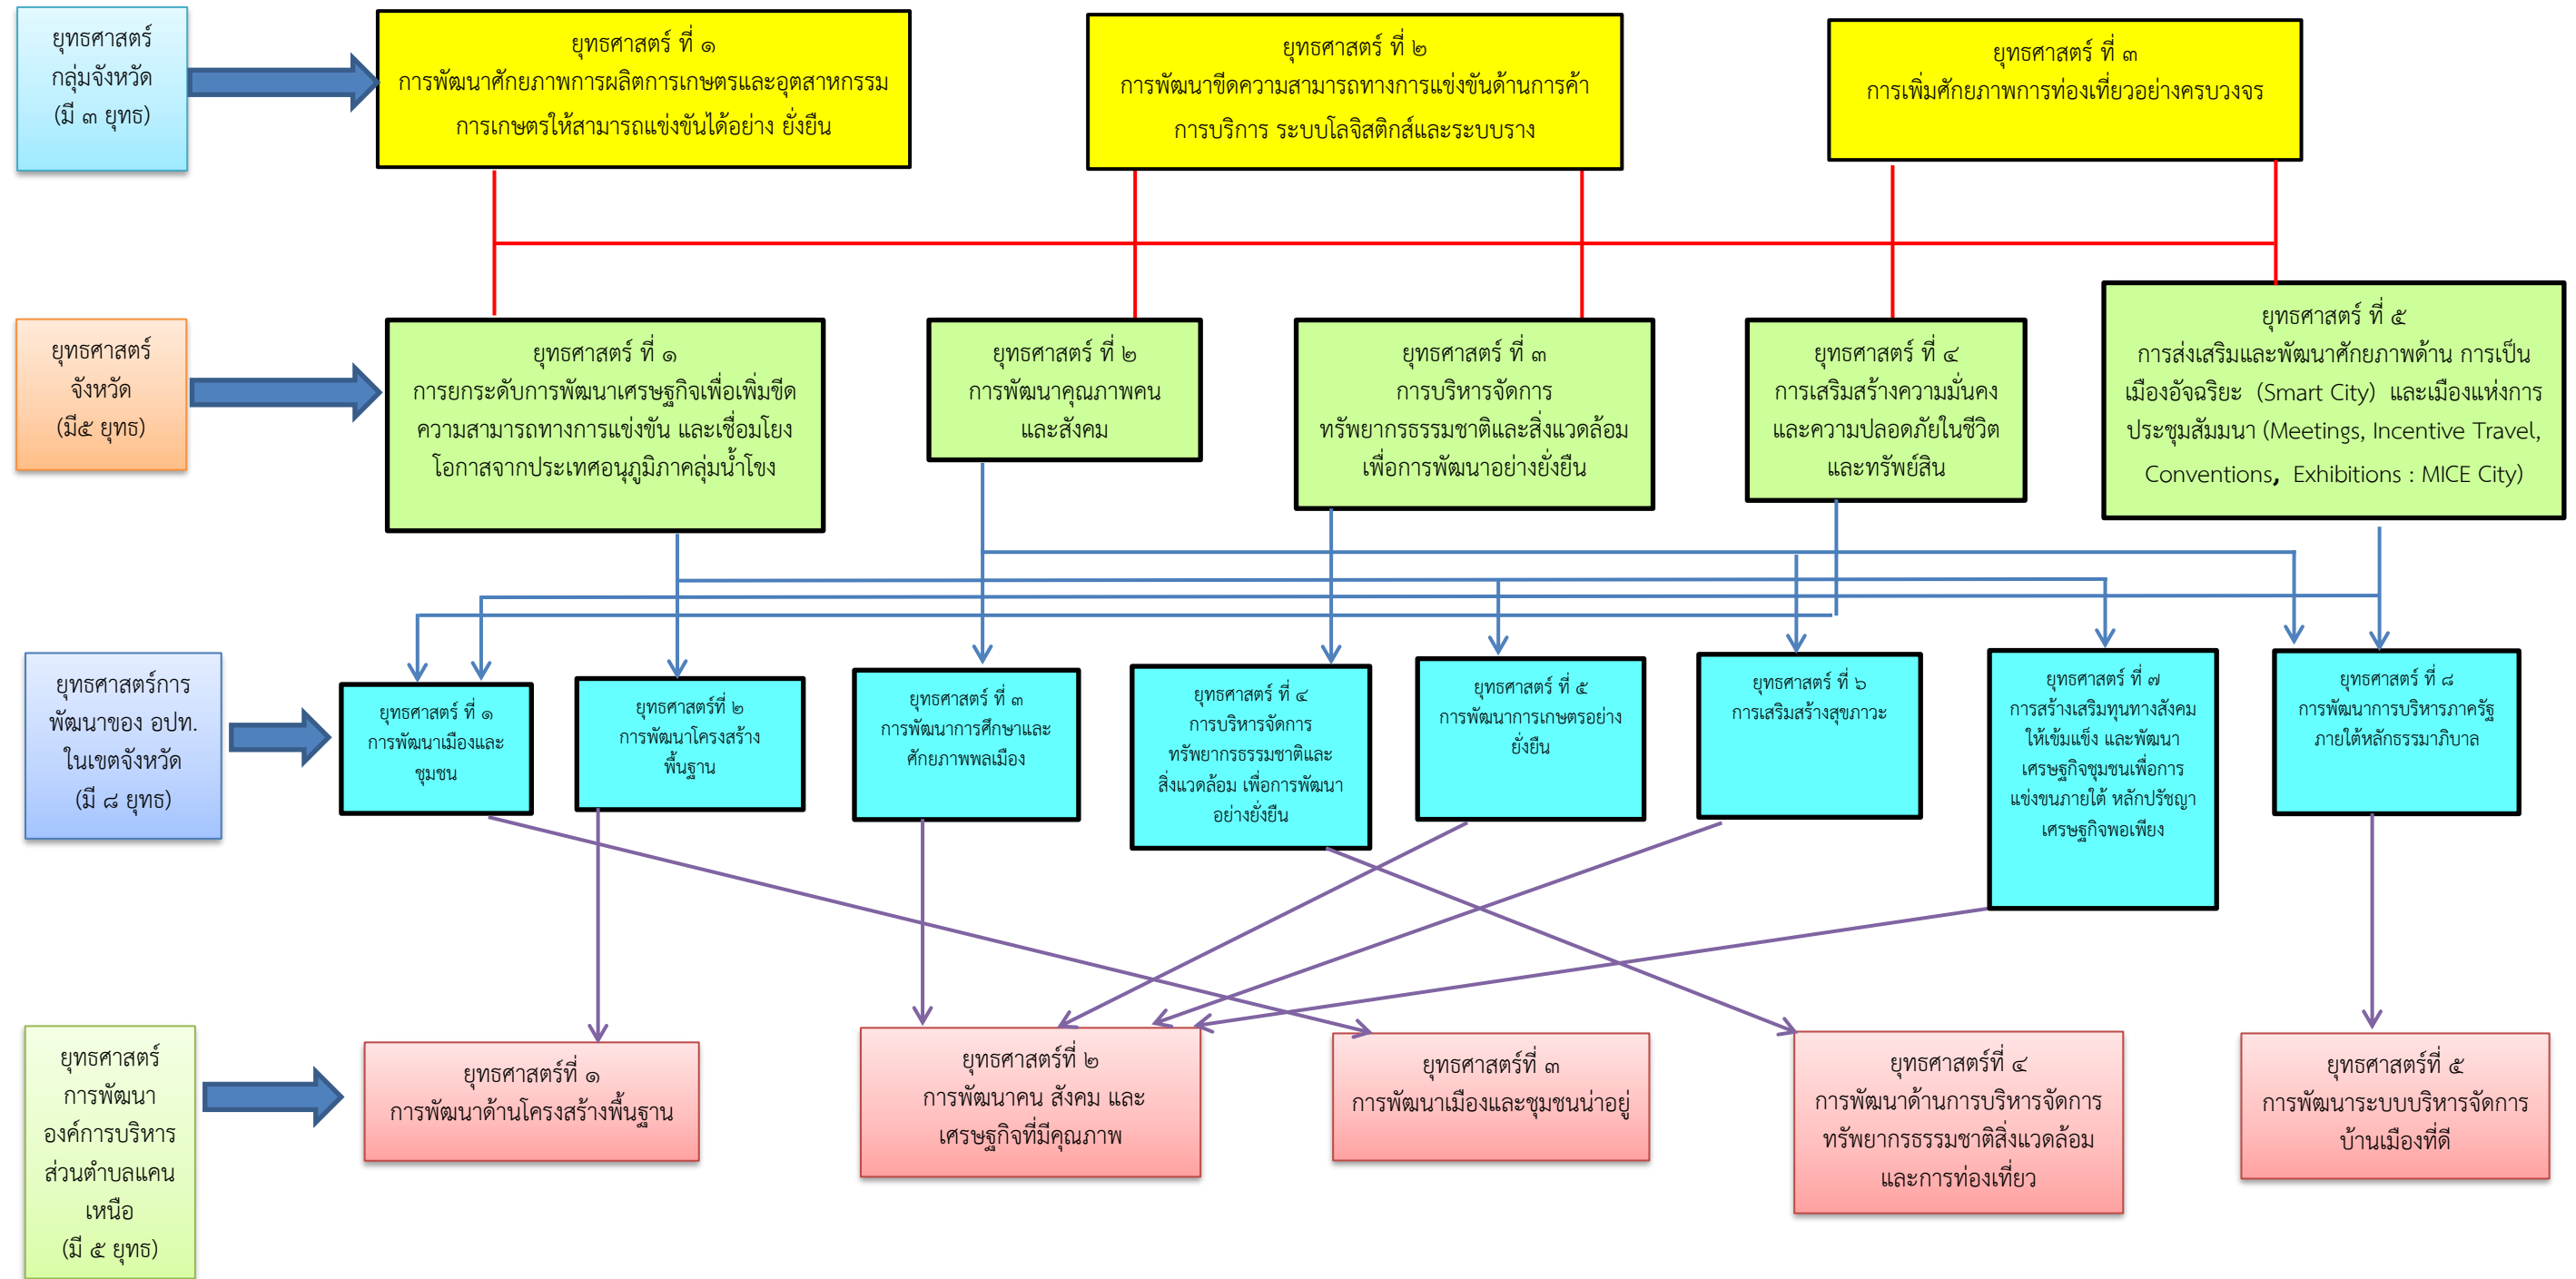 ยุทธศาสตร์
กลุ่มจังหวัด
(มี ๓ ยุทธ)
ยุทธศาสตร์ ที่ ๑
การพัฒนาศักยภาพการผลิตการเกษตรและอุตสาหกรรม
การเกษตรให้สามารถแข่งขันได้อย่าง ยั่งยืน
ยุทธศาสตร์ ที่ ๒
การพัฒนาขีดความสามารถทางการแข่งขันด้านการค้า
การบริการ ระบบโลจิสติกส์และระบบราง
ยุทธศาสตร์ ที่ ๓
การเพิ่มศักยภาพการท่องเที่ยวอย่างครบวงจร
ยุทธศาสตร์
จังหวัด
(มี๕ ยุทธ)
ยุทธศาสตร์ ที่ ๑
การยกระดับการพัฒนาเศรษฐกิจเพื่อเพิ่มขีด
ความสามารถทางการแข่งขัน และเชื่อมโยง
โอกาสจากประเทศอนุภูมิภาคลุ่มน้ำโขง
ยุทธศาสตร์ ที่ ๒
การพัฒนาคุณภาพคน
และสังคม
ยุทธศาสตร์ ที่ ๓
การบริหารจัดการ
ทรัพยากรธรรมชาติและสิ่งแวดล้อม
เพื่อการพัฒนาอย่างยั่งยืน
ยุทธศาสตร์ ที่ ๔
การเสริมสร้างความมั่นคง
และความปลอดภัยในชีวิต
และทรัพย์สิน
ยุทธศาสตร์ ที่ ๕
การส่งเสริมและพัฒนาศักยภาพด้าน การเป็น
เมืองอัจฉริยะ (Smart City) และเมืองแห่งการ
ประชุมสัมมนา (Meetings, Incentive Travel,
Conventions, Exhibitions : MICE City)
ยุทธศาสตร์การ
พัฒนาของ อปท.
ในเขตจังหวัด
(มี ๘ ยุทธ)
ยุทธศาสตร์ ที่ ๑
การพัฒนาเมืองและ
ชุมชน
ยุทธศาสตร์ที่ ๒
การพัฒนาโครงสร้าง
พื้นฐาน
ยุทธศาสตร์ ที่ ๓
การพัฒนาการศึกษาและ
ศักยภาพพลเมือง
ยุทธศาสตร์ ที่ ๔
การบริหารจัดการ
ทรัพยากรธรรมชาติและ
สิ่งแวดล้อม เพื่อการพัฒนา
อย่างยั่งยืน
ยุทธศาสตร์ ที่ ๕
การพัฒนาการเกษตรอย่าง
ยั่งยืน
ยุทธศาสตร์ ที่ ๖
การเสริมสร้างสุขภาวะ
ยุทธศาสตร์ ที่ ๗
การสร้างเสริมทุนทางสังคม
ให้เข้มแข็ง และพัฒนา
เศรษฐกิจชุมชนเพื่อการ
แข่งขนภายใต้ หลักปรัชญา
เศรษฐกิจพอเพียง
ยุทธศาสตร์ ที่ ๘
การพัฒนาการบริหารภาครัฐ
ภายใต้หลักธรรมาภิบาล
ยุทธศาสตร์
การพัฒนา
องค์การบริหาร
ส่วนตำบลแคน
เหนือ
(มี ๕ ยุทธ)
ยุทธศาสตร์ที่ ๑
การพัฒนาด้านโครงสร้างพื้นฐาน
ยุทธศาสตร์ที่ ๒
การพัฒนาคน สังคม และ
เศรษฐกิจที่มีคุณภาพ
ยุทธศาสตร์ที่ ๓
การพัฒนาเมืองและชุมชนน่าอยู่
ยุทธศาสตร์ที่ ๔
การพัฒนาด้านการบริหารจัดการ
ทรัพยากรธรรมชาติสิ่งแวดล้อม
และการท่องเที่ยว
ยุทธศาสตร์ที่ ๕
การพัฒนาระบบบริหารจัดการ
บ้านเมืองที่ดี